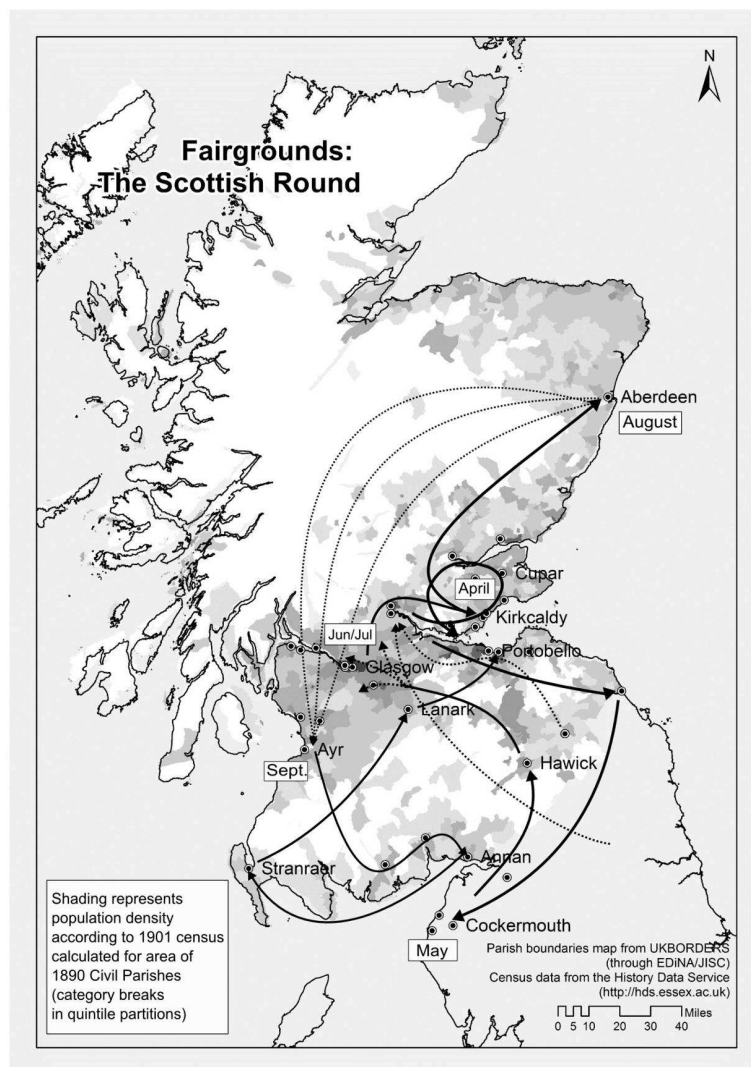 N
Fairgrounds:
The Scottish Round
Aberdeen
August
Cupar
April
Kirkcaldy
Jun/Jul
Portobello
Glasgow
Lanark
Ayr
Sept.
Hawick
Annan
Stranraer
Cockermouth
May
Shading represents
population density
according to 1901 census
calculated for area of
1890 Civil Parishes
(category breaks
in quintile partitions)
Parish boundaries map from UKBORDERS
(through EDiNA/JISC)
Census data from the History Data Service
(http://hds.essex.ac.uk)
Miles
0 5 10 20 30 40